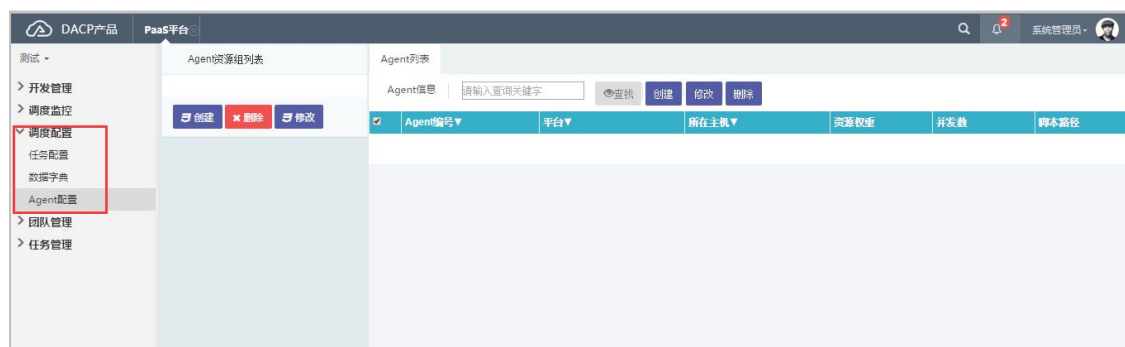 DACP产品 PaaS平台 2 系统管理员
测试 Agent资源组列表 Agent列表
开发管理 Agent信息 请输入查询关键字 查找 创建 修改 删除
调度监控 创建 删除 修改 Agent编号 平台 所在主机 资源权重 并发数 脚本路径
调度配置
任务配置
数据字典
Agent配置
团队管理
任务管理